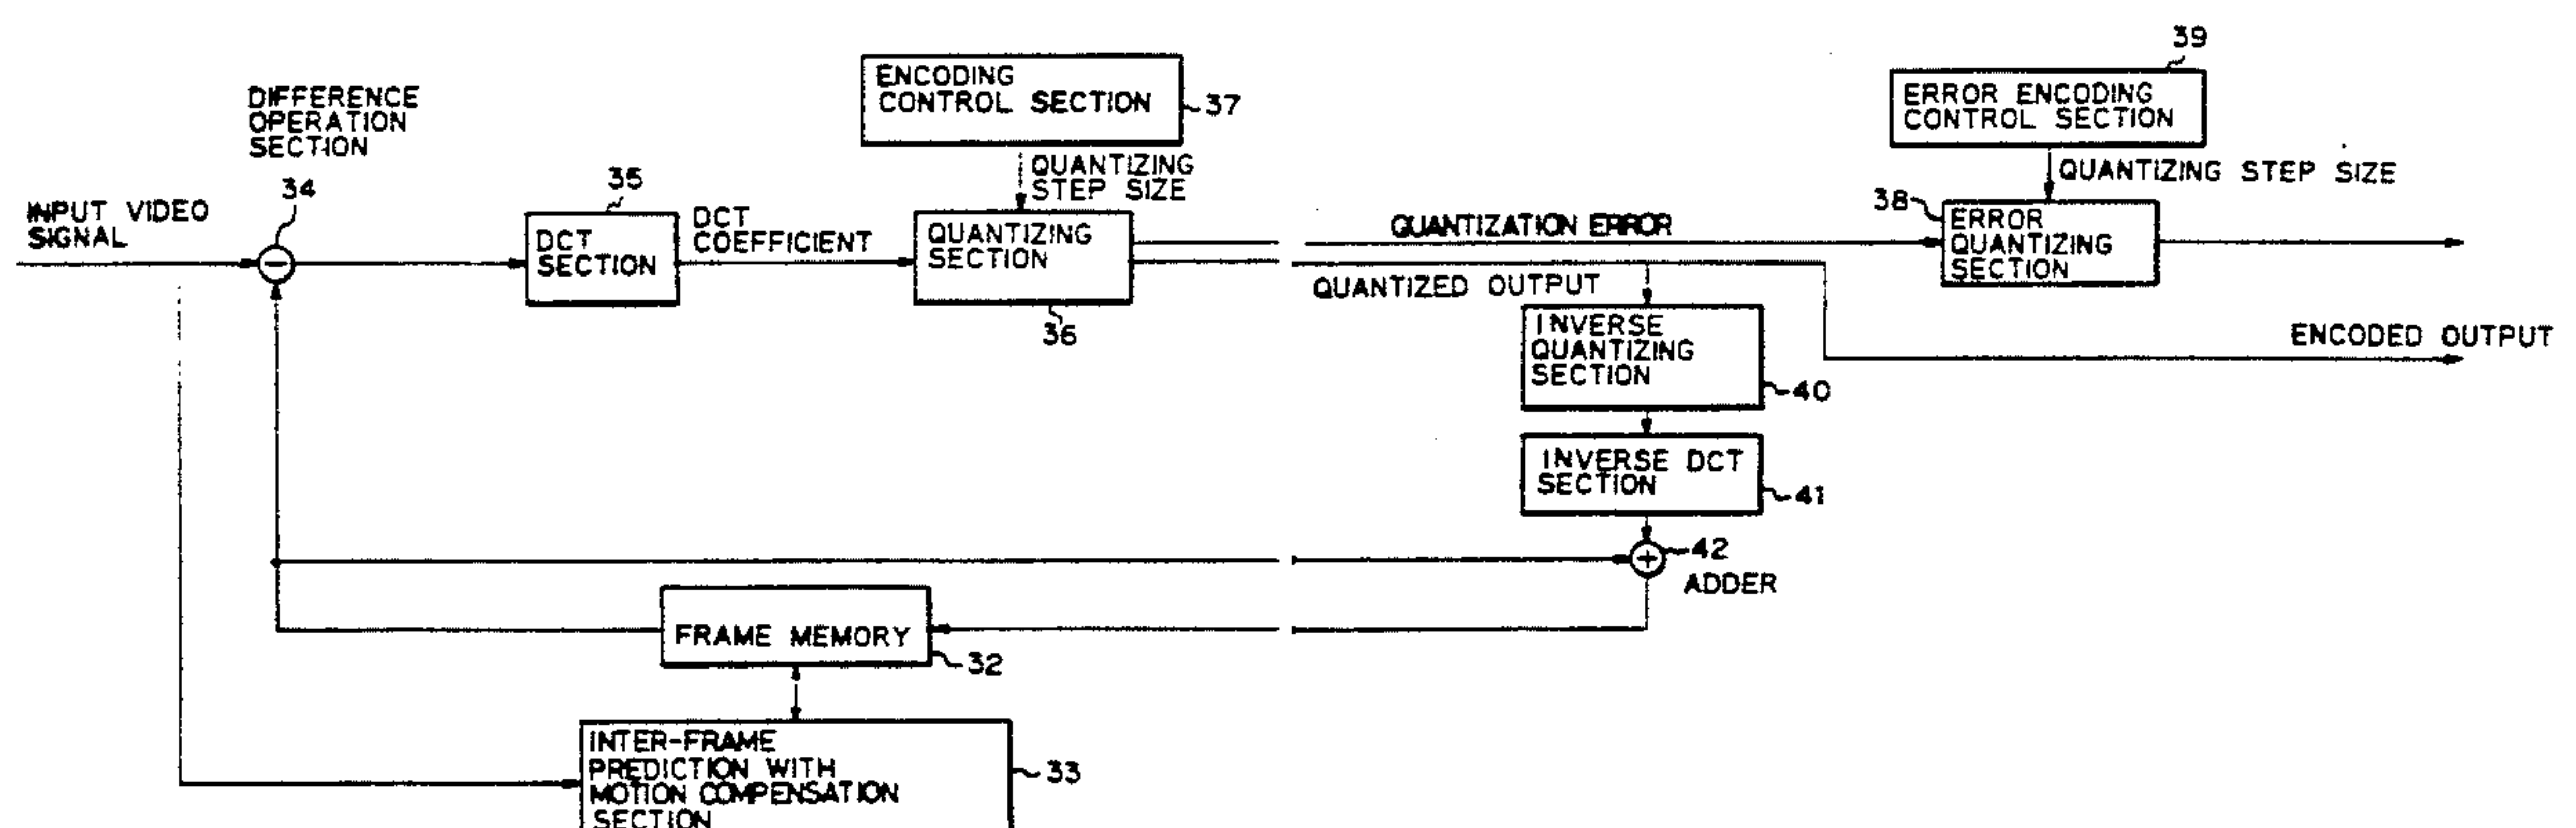 39
ENCODING
CONTROL SECTION
37
ERROR ENCODING
CONTROL SECTION
DIFFERENCE
OPERATION
SECTION
34
35
QUANTIZING
STEP SIZE
QUANTIZING STEP SIZE
INPUT VIDEO
SIGNAL
DCT
SECTION
DCT
COEFFICIENT
QUANTIZING
SECTION
36
QUANTIZATION ERROR
QUANTIZED OUTPUT
38
ERROR
QUANTIZING
SECTION
INVERSE
QUANTIZING
SECTION
40
ENCODED OUTPUT
INVERSE DCT
SECTION
41
42
ADDER
FRAME MEMORY
32
INTER-FRAME
PREDICTION WITH
MOTION COMPENSATION
SECTION
33